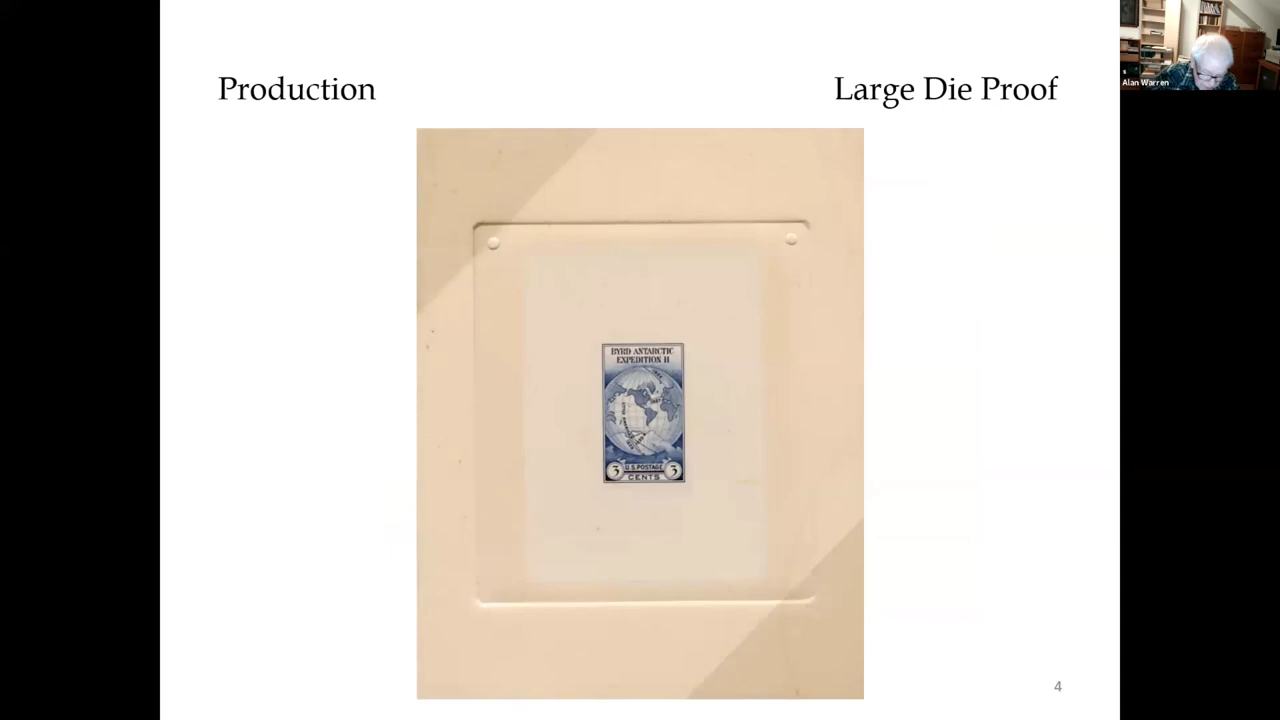 Production
Large Die Proof
Alan Warren
BYRD ANTARCTIC
EXPEDITION II
3
U.S. POSTAGE
3
CENTS
4